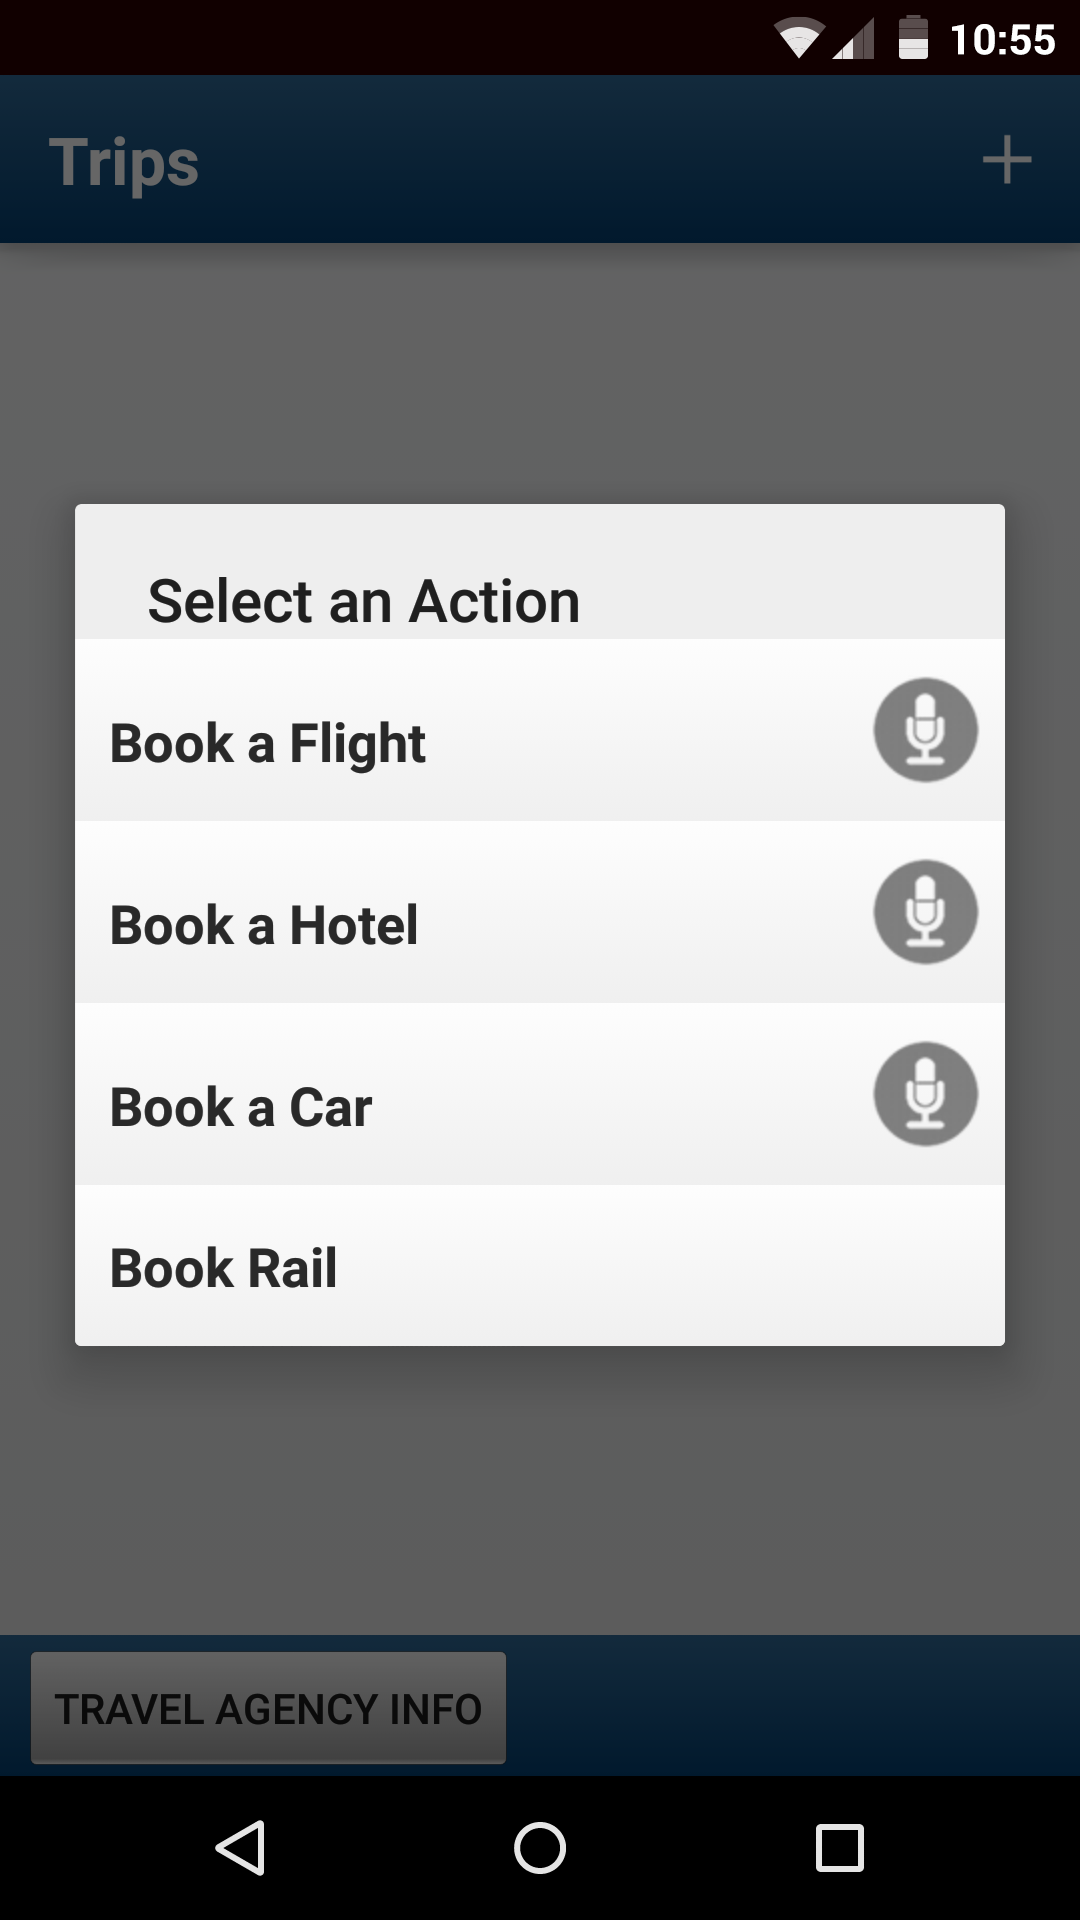 10:55
Trips
Select an Action
Book a Flight
Book a Hotel
Book a Car
Book Rail
TRAVEL AGENCY INFO